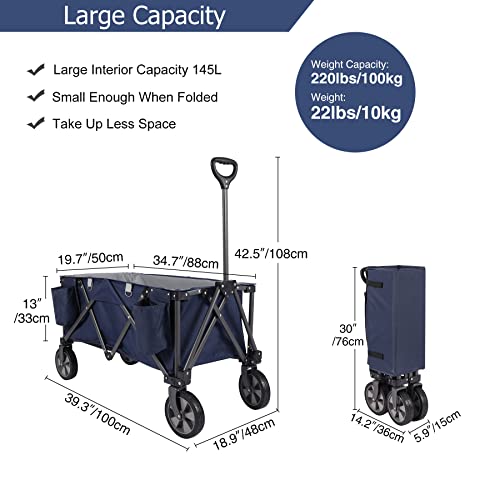 Large Capacity
Large Interior Capacity 145L
Small Enough When Folded
Take Up Less Space
Weight Capacity:
220lbs/100kg
Weight:
22lbs/10kg
42.5"/108cm
19.7"/50cm
34.7"/88cm
13"
/33cm
39.3"/100cm
18.9"/48cm
30"
/76cm
14.2"/36cm
5.9"/15cm